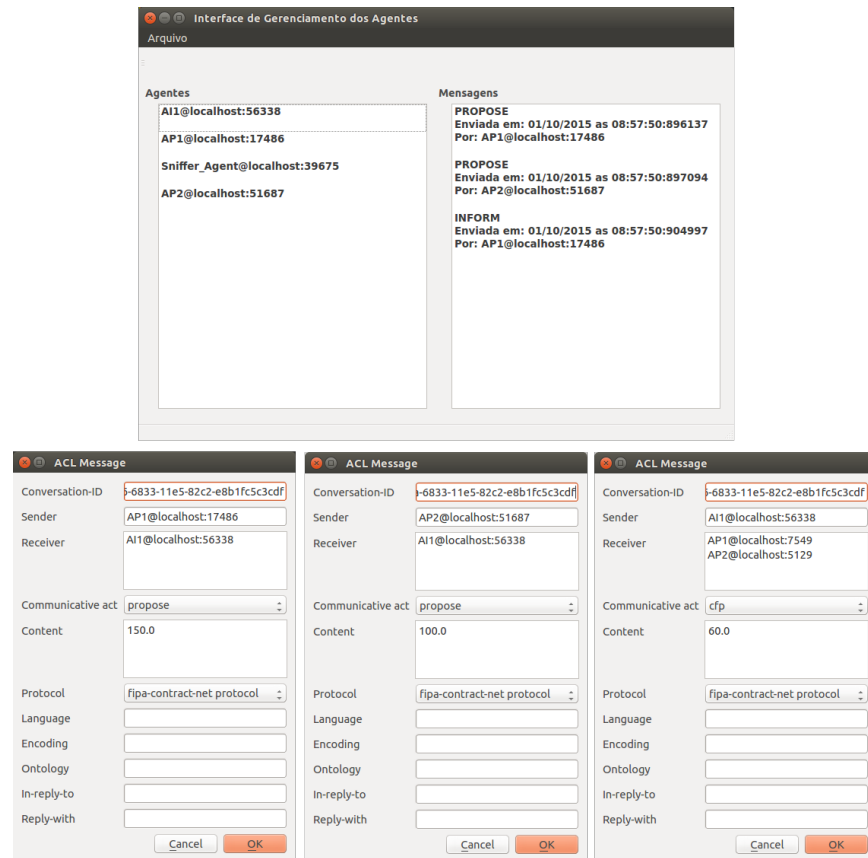 Interface de Gerenciamento dos Agentes
Arquivo
Agentes
AI1@localhost:56338
AP1@localhost:17486
Sniffer_Agent@localhost:39675
AP2@localhost:51687
Mensagens
PROPOSE
Enviada em: 01/10/2015 as 08:57:50:896137
Por: AP1@localhost:17486
PROPOSE
Enviada em: 01/10/2015 as 08:57:50:897094
Por: AP2@localhost:51687
INFORM
Enviada em: 01/10/2015 as 08:57:50:904997
Por: AP1@localhost:17486
ACL Message
Conversation-ID -6833-11e5-82c2-e8b1fc5c3cdf
Sender AP1@localhost:17486
Receiver AI1@localhost:56338
Communicative act propose
Content 150.0
Protocol fipa-contract-net protocol
Language
Encoding
Ontology
In-reply-to
Reply-with
Cancel OK
ACL Message
Conversation-ID -6833-11e5-82c2-e8b1fc5c3cdf
Sender AP2@localhost:51687
Receiver AI1@localhost:56338
Communicative act propose
Content 100.0
Protocol fipa-contract-net protocol
Language
Encoding
Ontology
In-reply-to
Reply-with
Cancel OK
ACL Message
Conversation-ID -6833-11e5-82c2-e8b1fc5c3cdf
Sender AI1@localhost:56338
Receiver AP1@localhost:7549
AP2@localhost:5129
Communicative act cfp
Content 60.0
Protocol fipa-contract-net protocol
Language
Encoding
Ontology
In-reply-to
Reply-with
Cancel OK